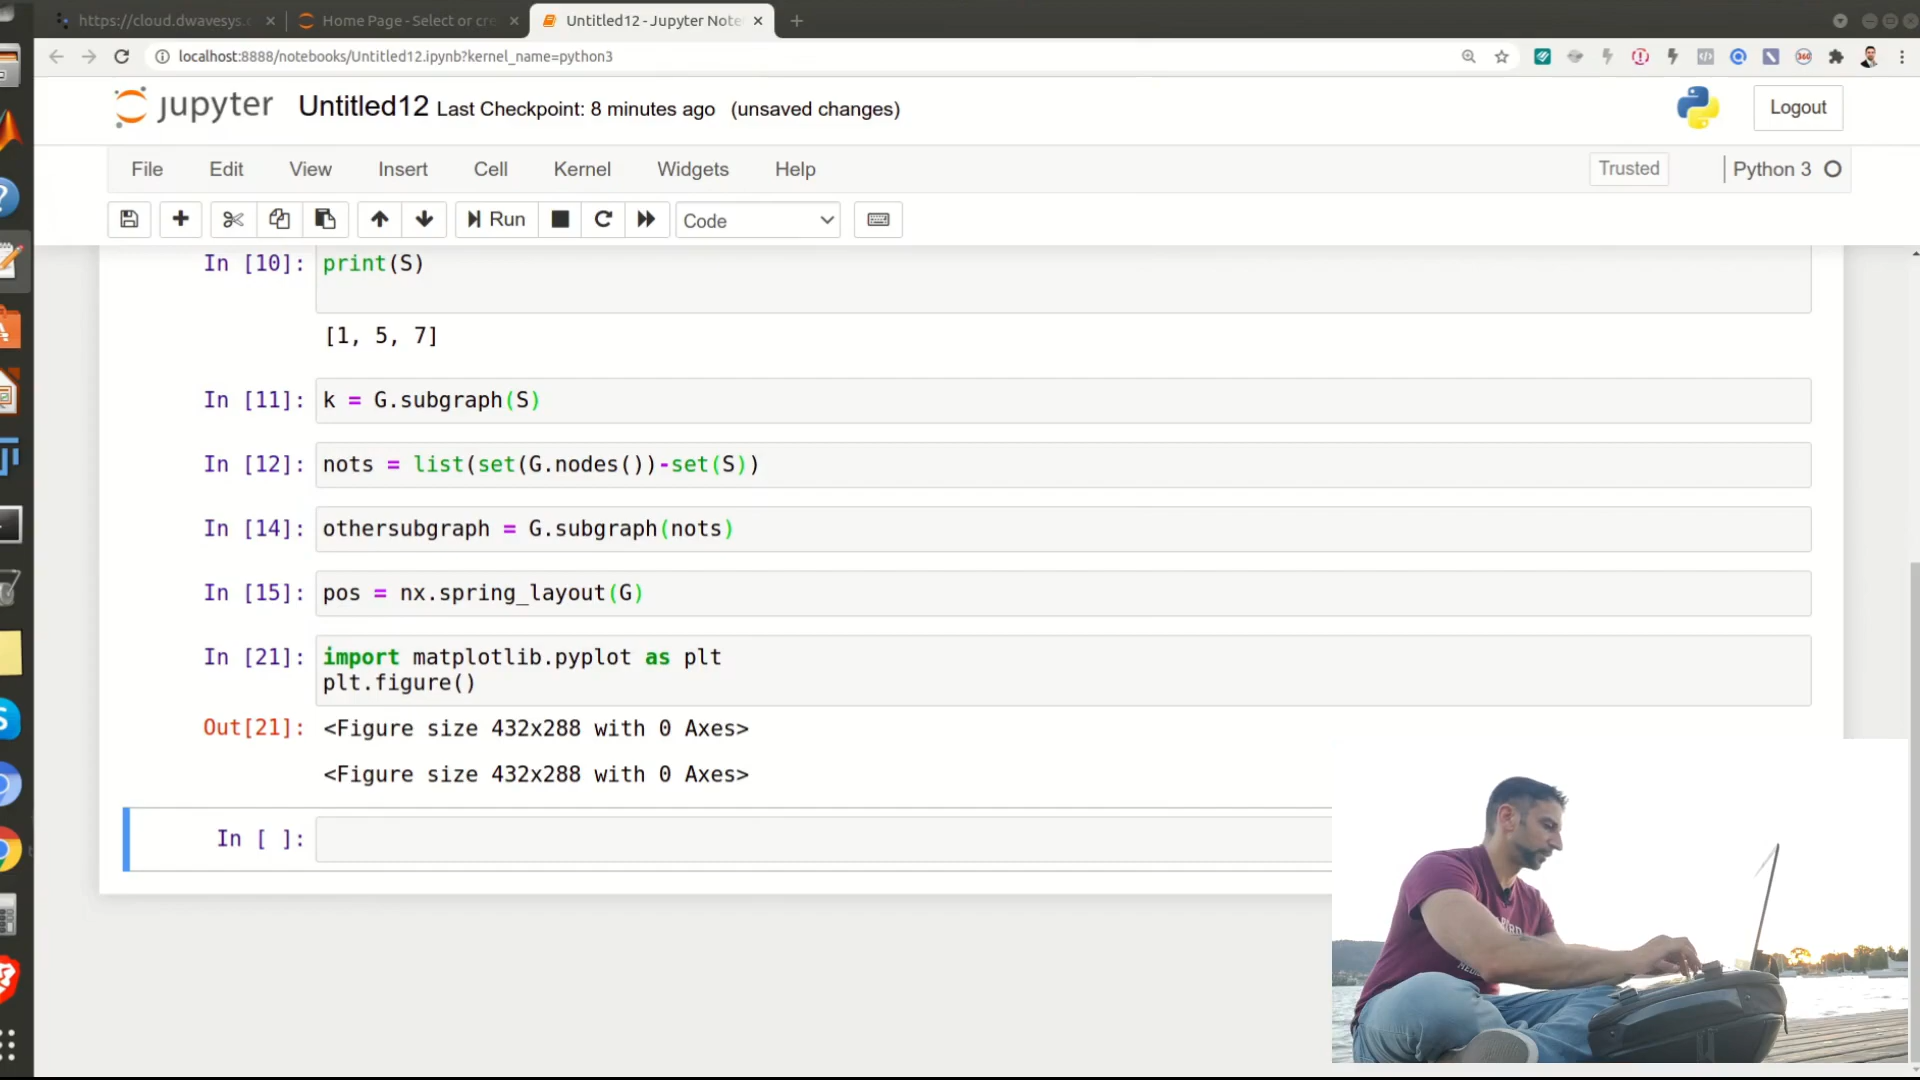 https://cloud.dwavesys.
Home Page - Select or cre
Untitled12 - Jupyter Note
localhost:8888/notebooks/Untitled12.ipynb?kernel_name=python3
jupyter Untitled12 Last Checkpoint: 8 minutes ago (unsaved changes)
Logout
File Edit View Insert Cell Kernel Widgets Help
Trusted
Python 3
Run
Code
In [10]: print(S)
[1, 5, 7]
In [11]: k = G.subgraph(S)
In [12]: nots = list(set(G.nodes())-set(S))
In [14]: othersubgraph = G.subgraph(nots)
In [15]: pos = nx.spring_layout(G)
In [21]: import matplotlib.pyplot as plt
plt.figure()
Out[21]: <Figure size 432x288 with 0 Axes>
<Figure size 432x288 with 0 Axes>
In [ ]: